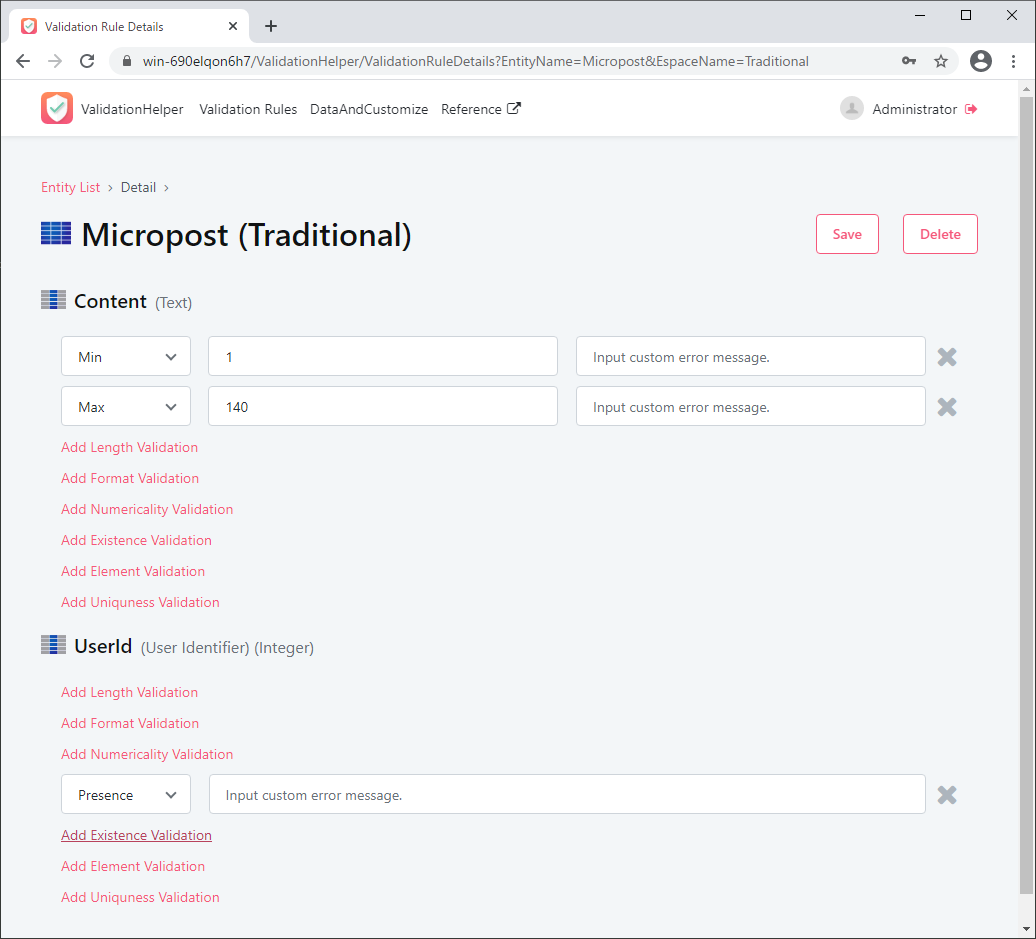 Validation Rule Details
win-690elqon6h7/ValidationHelper/ValidationRuleDetails?EntityName=Micropost&EspaceName=Traditional
ValidationHelper Validation Rules DataAndCustomize Reference Administrator
Entity List › Detail ›
Micropost (Traditional) Save Delete
Content (Text)
Min 1 Input custom error message.
Max 140 Input custom error message.
Add Length Validation
Add Format Validation
Add Numericality Validation
Add Existence Validation
Add Element Validation
Add Uniquness Validation
UserId (User Identifier) (Integer)
Add Length Validation
Add Format Validation
Add Numericality Validation
Presence Input custom error message.
Add Existence Validation
Add Element Validation
Add Uniquness Validation